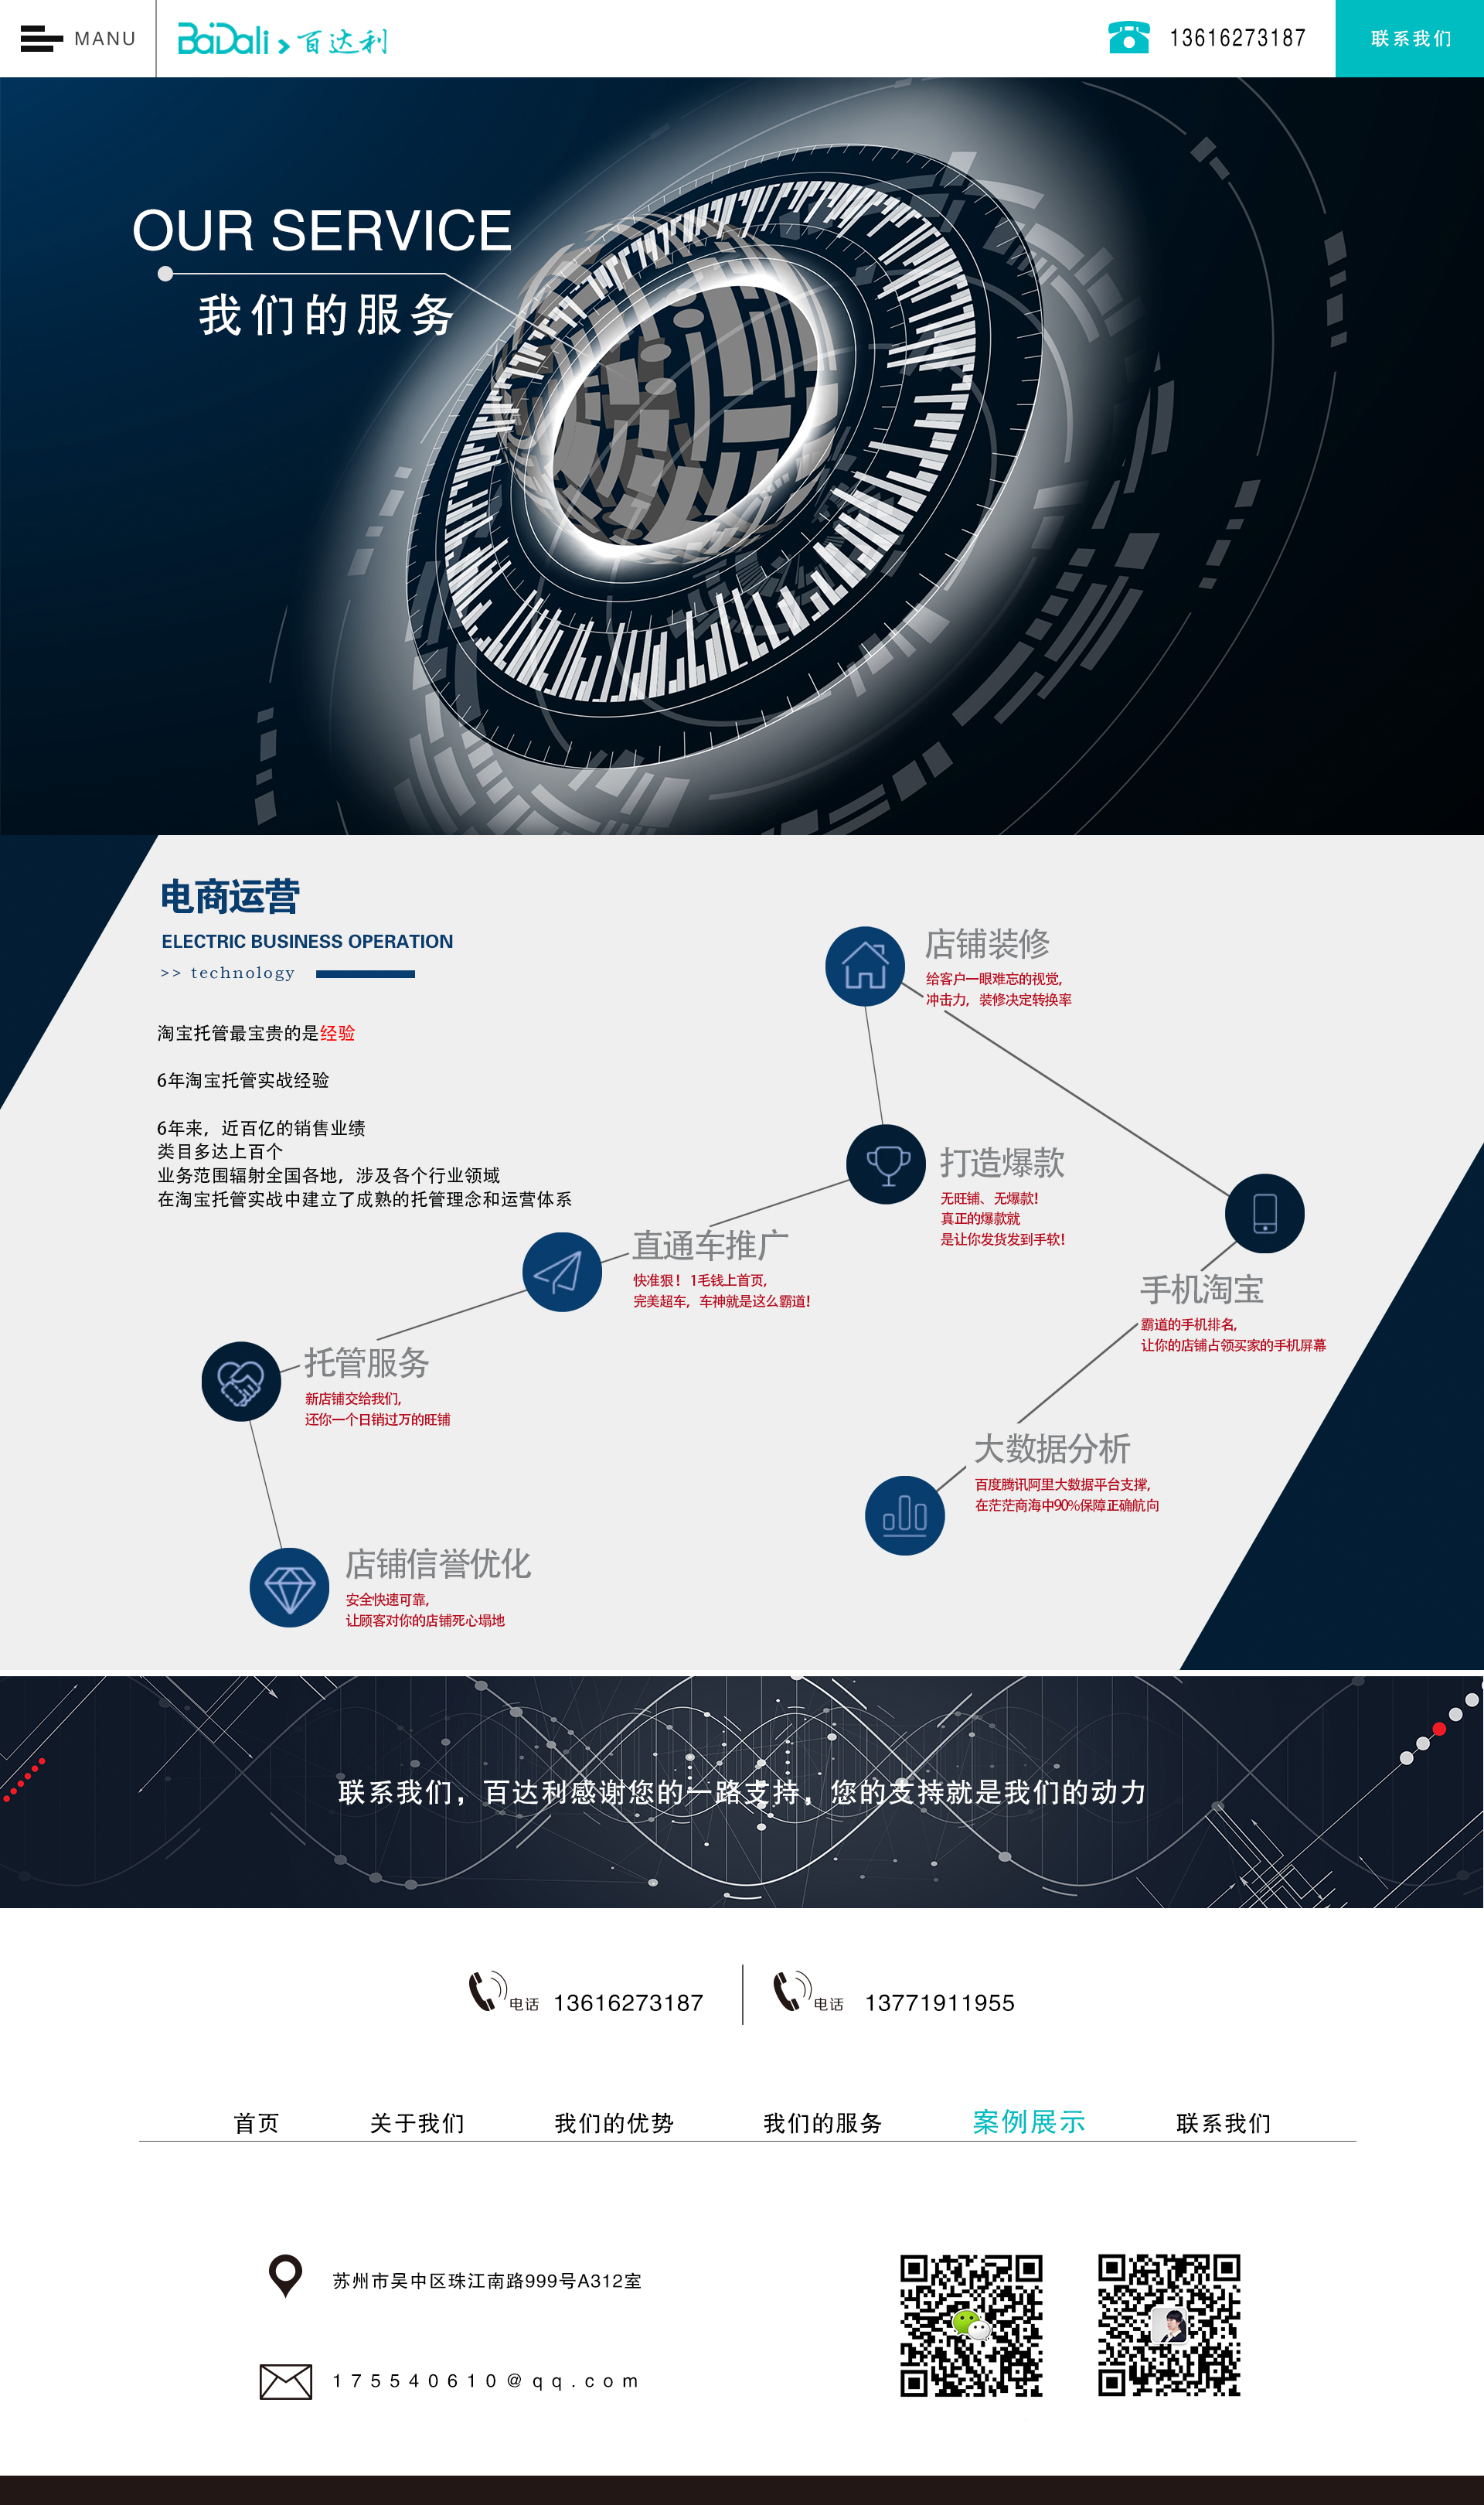 MANU
BaiDali 百达利
13616273187
联系我们
OUR SERVICE
我们的服务
电商运营
ELECTRIC BUSINESS OPERATION
>> technology
淘宝托管最宝贵的是经验
6年淘宝托管实战经验
6年来，近百亿的销售业绩
类目多达上百个
业务范围辐射全国各地，涉及各个行业领域
在淘宝托管实战中建立了成熟的托管理念和运营体系
店铺装修
给客户一眼难忘的视觉，
冲击力，装修决定转换率
打造爆款
无旺铺、无爆款！
真正的爆款就
是让你发货发到手软！
直通车推广
快准狠！1毛钱上首页，
完美超车，车神就是这么霸道！
手机淘宝
霸道的手机排名，
让你的店铺占领买家的手机屏幕
托管服务
新店铺交给我们，
还你一个日销过万的旺铺
大数据分析
百度腾讯阿里大数据平台支撑，
在茫茫商海中90%保障正确航向
店铺信誉优化
安全快速可靠，
让顾客对你的店铺死心塌地
联系我们，百达利感谢您的一路支持，您的支持就是我们的动力
电话 13616273187
电话 13771911955
首页 关于我们 我们的优势 我们的服务 案例展示 联系我们
苏州市吴中区珠江南路999号A312室
175540610@qq.com